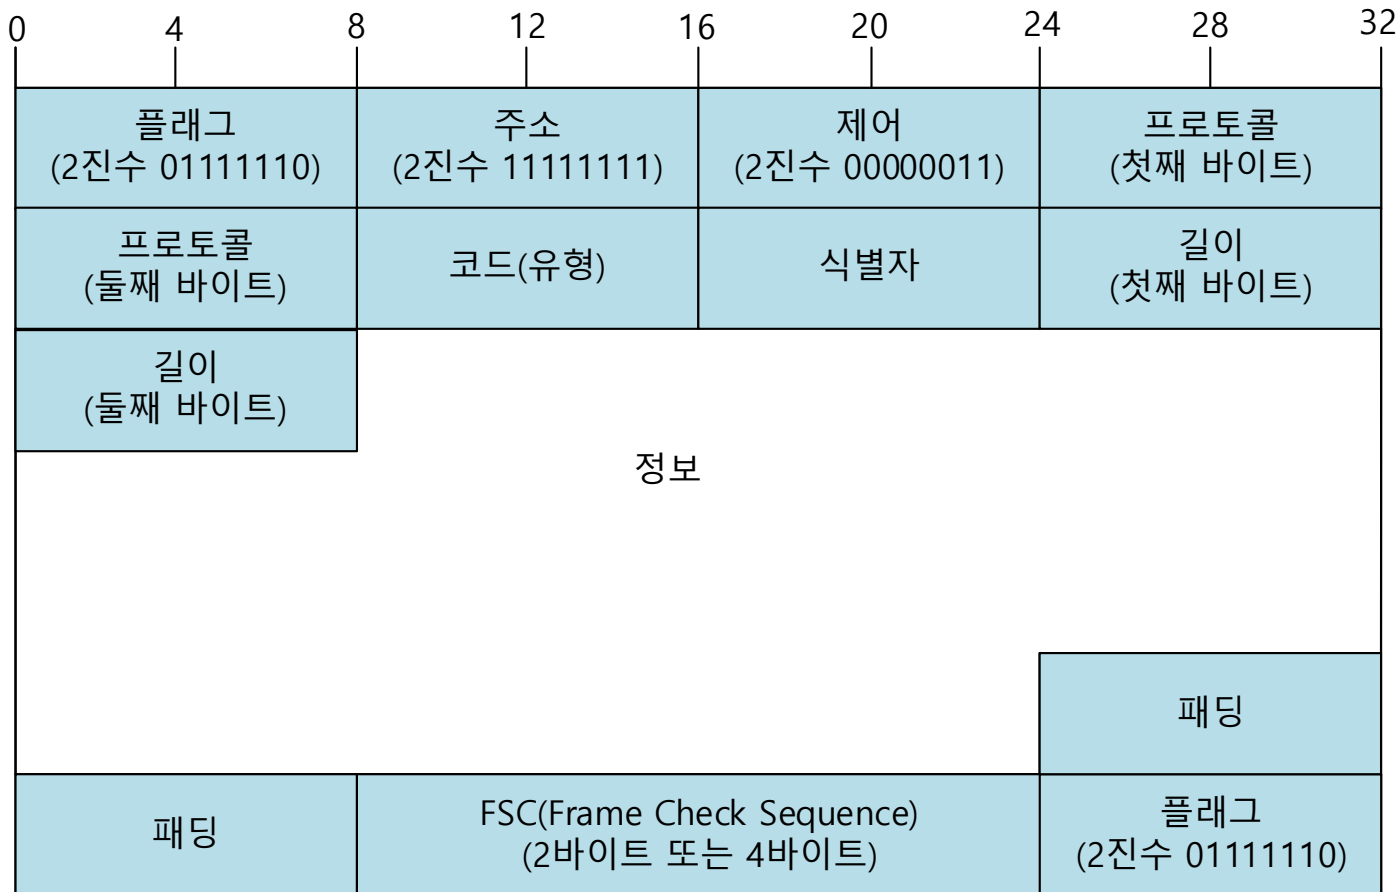 0 4 8 12 16 20 24 28 32
플래그
(2진수 01111110)
주소
(2진수 11111111)
제어
(2진수 00000011)
프로토콜
(첫째 바이트)
프로토콜
(둘째 바이트)
코드(유형)
식별자
길이
(첫째 바이트)
길이
(둘째 바이트)
정보
패딩
패딩
FSC(Frame Check Sequence)
(2바이트 또는 4바이트)
플래그
(2진수 01111110)